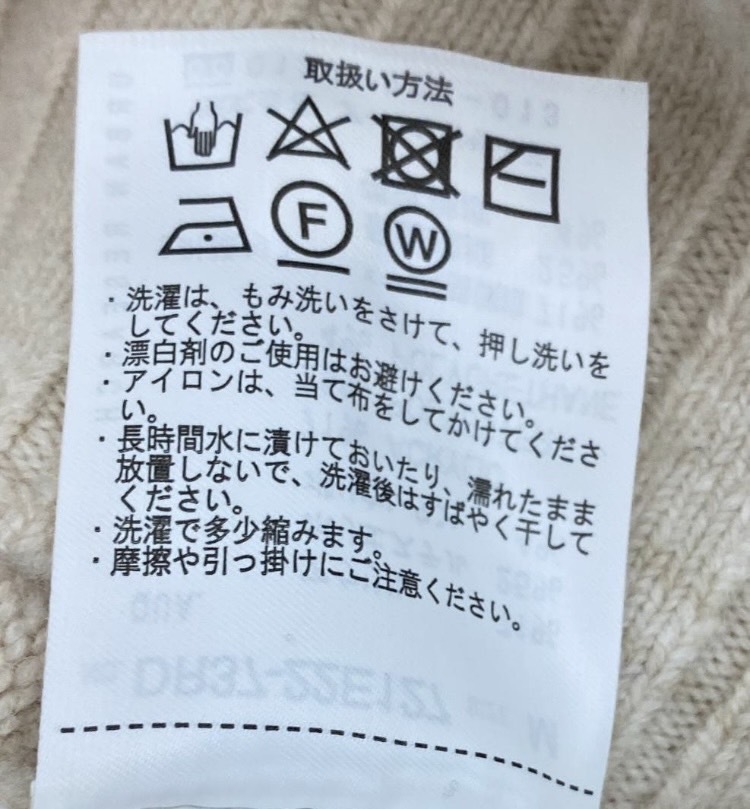 取扱い方法
F
W
・洗濯は、もみ洗いをさけて、押し洗いを
してください。
・漂白剤のご使用はお避けください。
・アイロンは、当て布をしてかけてくださ
い。
・長時間水に漬けておいたり、濡れたまま
放置しないで、洗濯後はすばやく干して
ください。
・洗濯で多少縮みます。
・摩擦や引っ掛けにご注意ください。
DR37-22E127
M